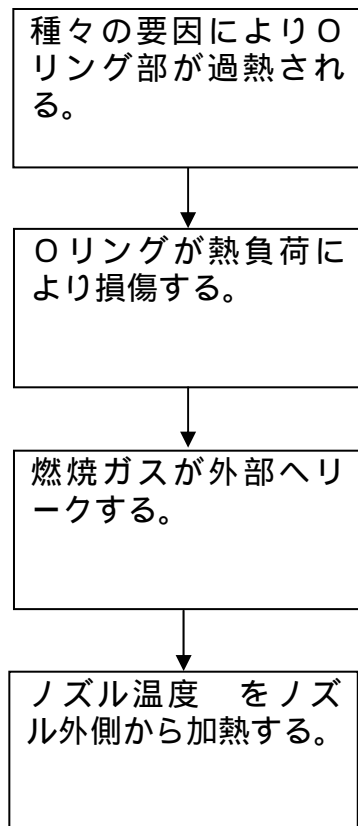 種々の要因によりＯ
リング部が過熱され
る。
Ｏリングが熱負荷に
より損傷する。
燃焼ガスが外部へリ
ークする。
ノズル温度　をノズ
ル外側から加熱する。